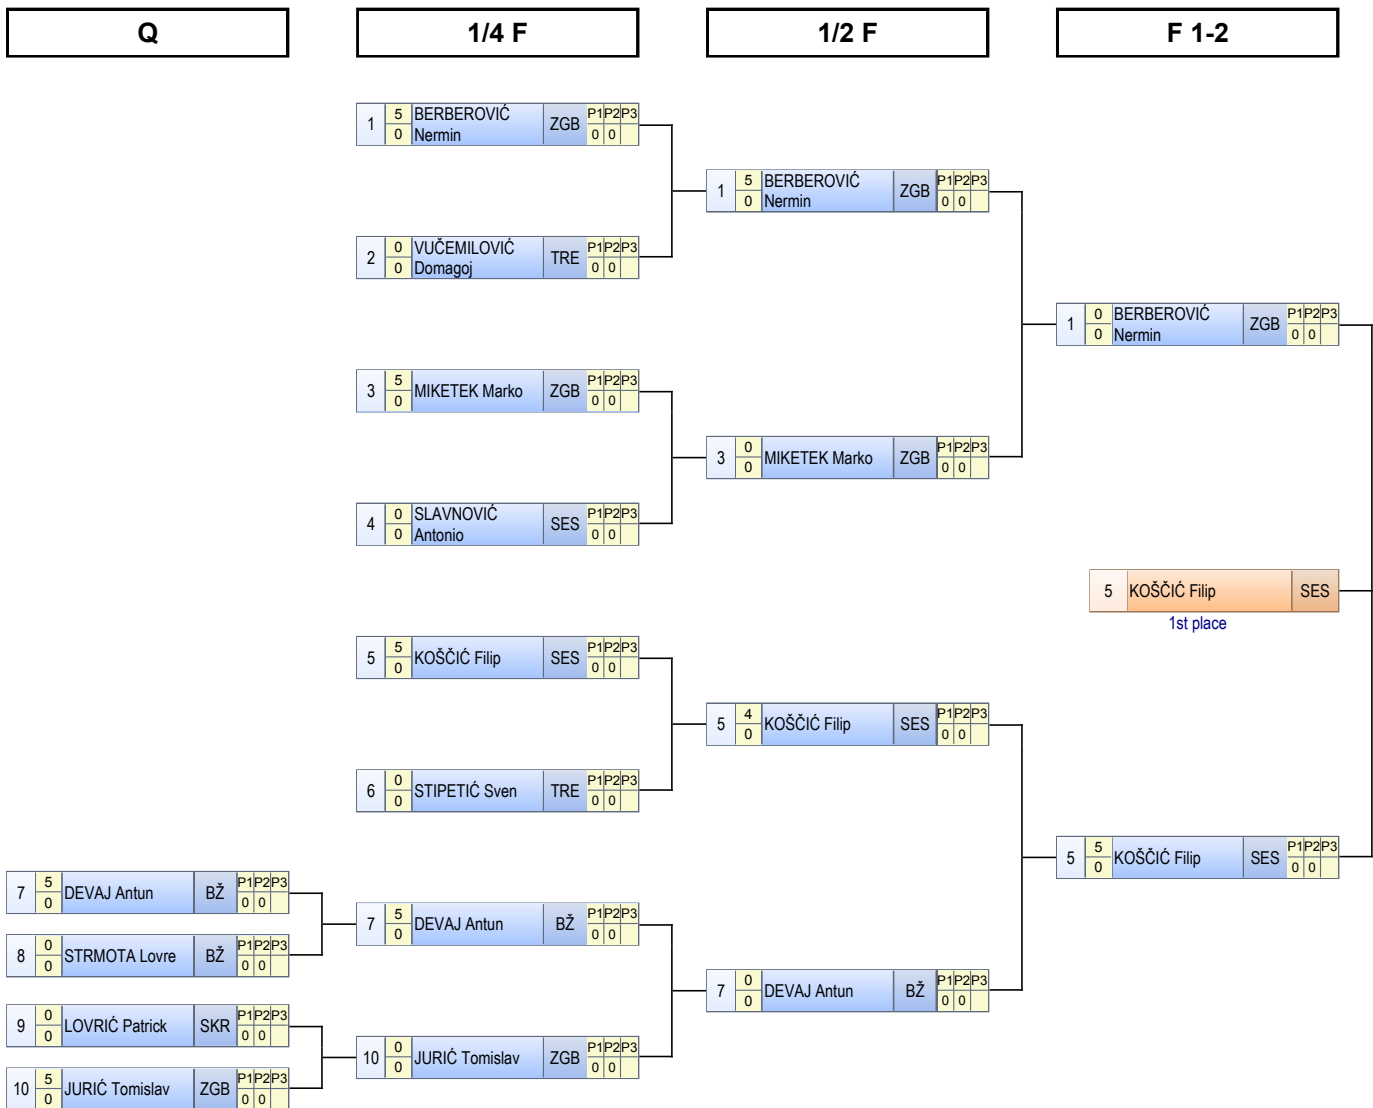 Q 1/4 F 1/2 F F 1-2
1 5 BERBEROVIĆ ZGB P1 P2 P3
0 Nermin 0 0
1 5 BERBEROVIĆ ZGB P1 P2 P3
0 Nermin 0 0
2 0 VUČEMILOVIĆ TRE P1 P2 P3
0 Domagoj 0 0
1 0 BERBEROVIĆ ZGB P1 P2 P3
0 Nermin 0 0
3 5 MIKETEK Marko ZGB P1 P2 P3
0 0 0
3 0 MIKETEK Marko ZGB P1 P2 P3
0 0 0
4 0 SLAVNOVIĆ SES P1 P2 P3
0 Antonio 0 0
5 KOŠČIĆ Filip SES
1st place
5 5 KOŠČIĆ Filip SES P1 P2 P3
0 0 0
5 4 KOŠČIĆ Filip SES P1 P2 P3
0 0 0
6 0 STIPETIĆ Sven TRE P1 P2 P3
0 0 0
5 5 KOŠČIĆ Filip SES P1 P2 P3
0 0 0
7 5 DEVAJ Antun BŽ P1 P2 P3
0 0 0
7 5 DEVAJ Antun BŽ P1 P2 P3
0 0 0
8 0 STRMOTA Lovre BŽ P1 P2 P3
0 0 0
7 0 DEVAJ Antun BŽ P1 P2 P3
0 0 0
9 0 LOVRIĆ Patrick SKR P1 P2 P3
0 0 0
10 0 JURIĆ Tomislav ZGB P1 P2 P3
0 0 0
10 5 JURIĆ Tomislav ZGB P1 P2 P3
0 0 0